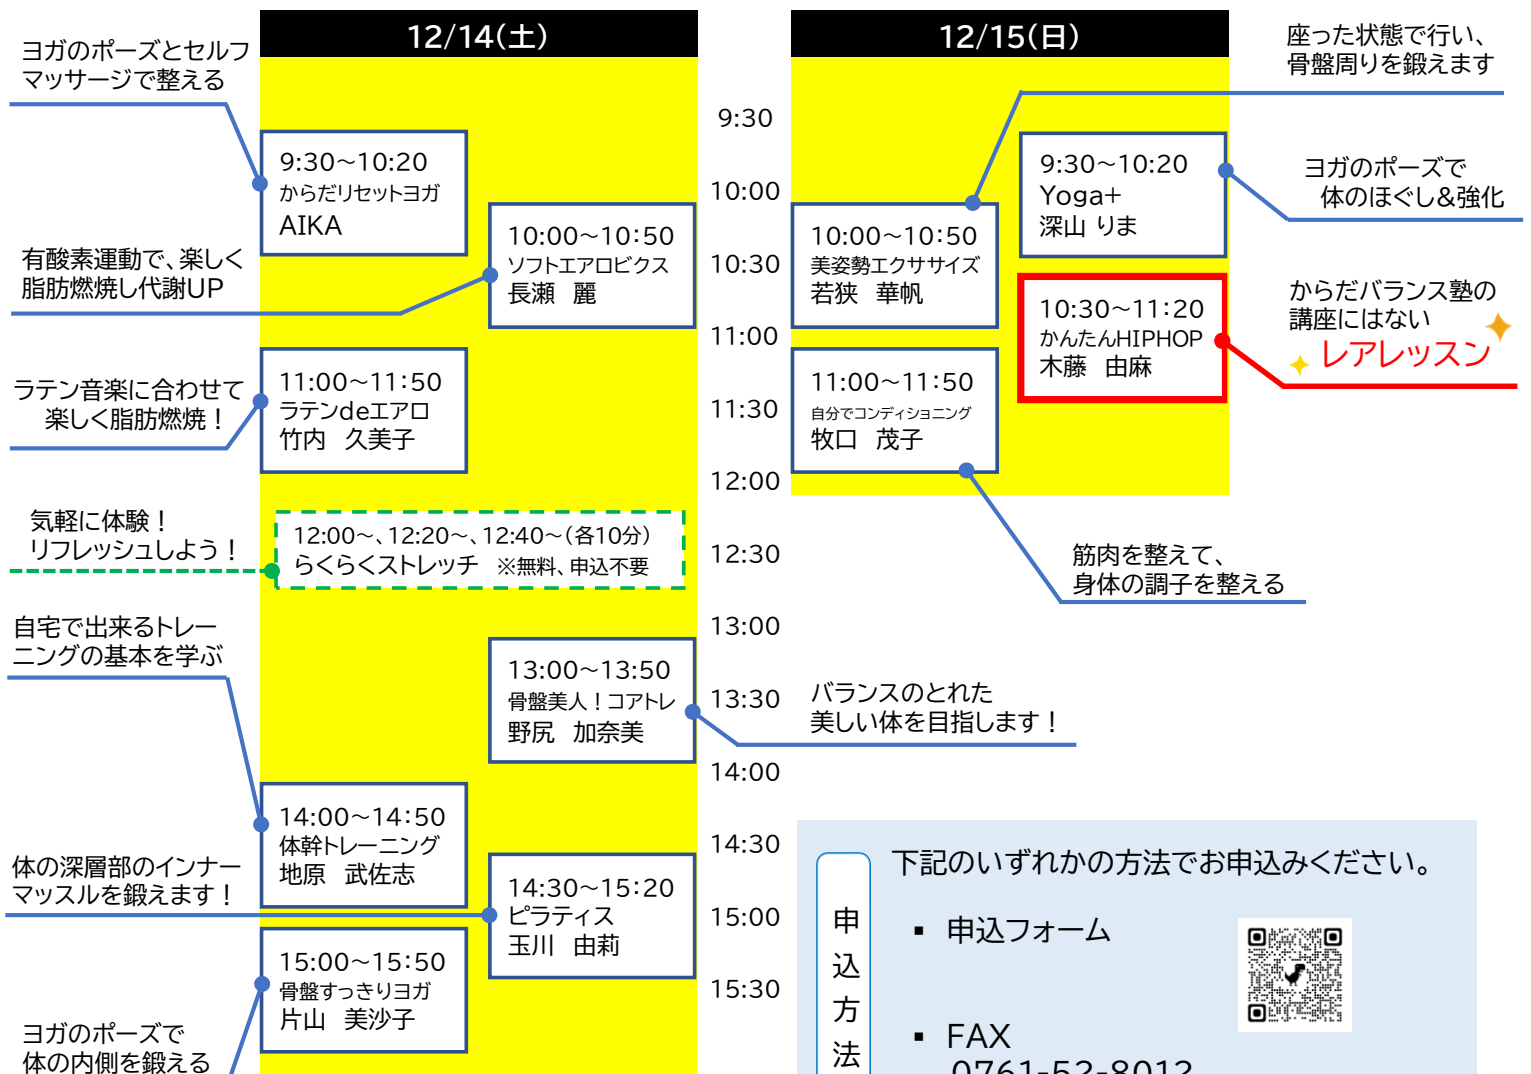 12/14(土)
12/15(日)
ヨガのポーズとセルフ
マッサージで整える
座った状態で行い、
骨盤周りを鍛えます
9:30
9:30～10:20
からだリセットヨガ
AIKA
9:30～10:20
Yoga+
深山 りま
ヨガのポーズで
体のほぐし&強化
10:00
10:00～10:50
ソフトエアロビクス
長瀬 麗
10:00～10:50
美姿勢エクササイズ
若狭 華帆
有酸素運動で、楽しく
脂肪燃焼し代謝UP
10:30
10:30～11:20
かんたんHIPHOP
木藤 由麻
からだバランス塾の
講座にはない
レアレッスン
11:00
11:00～11:50
ラテンdeエアロ
竹内 久美子
11:00～11:50
自分でコンディショニング
牧口 茂子
ラテン音楽に合わせて
楽しく脂肪燃焼！
11:30
12:00
気軽に体験！
リフレッシュしよう！
12:00～、12:20～、12:40～(各10分)
らくらくストレッチ ※無料、申込不要
12:30
筋肉を整えて、
身体の調子を整える
自宅で出来るトレー
ニングの基本を学ぶ
13:00
13:00～13:50
骨盤美人！コアトレ
野尻 加奈美
13:30
バランスのとれた
美しい体を目指します！
14:00
14:00～14:50
体幹トレーニング
地原 武佐志
14:30
体の深層部のインナー
マッスルを鍛えます！
14:30～15:20
ピラティス
玉川 由莉
15:00
15:00～15:50
骨盤すっきりヨガ
片山 美沙子
15:30
ヨガのポーズで
体の内側を鍛える
申込方法
下記のいずれかの方法でお申込みください。
▪ 申込フォーム
▪ FAX
0761-52-8012